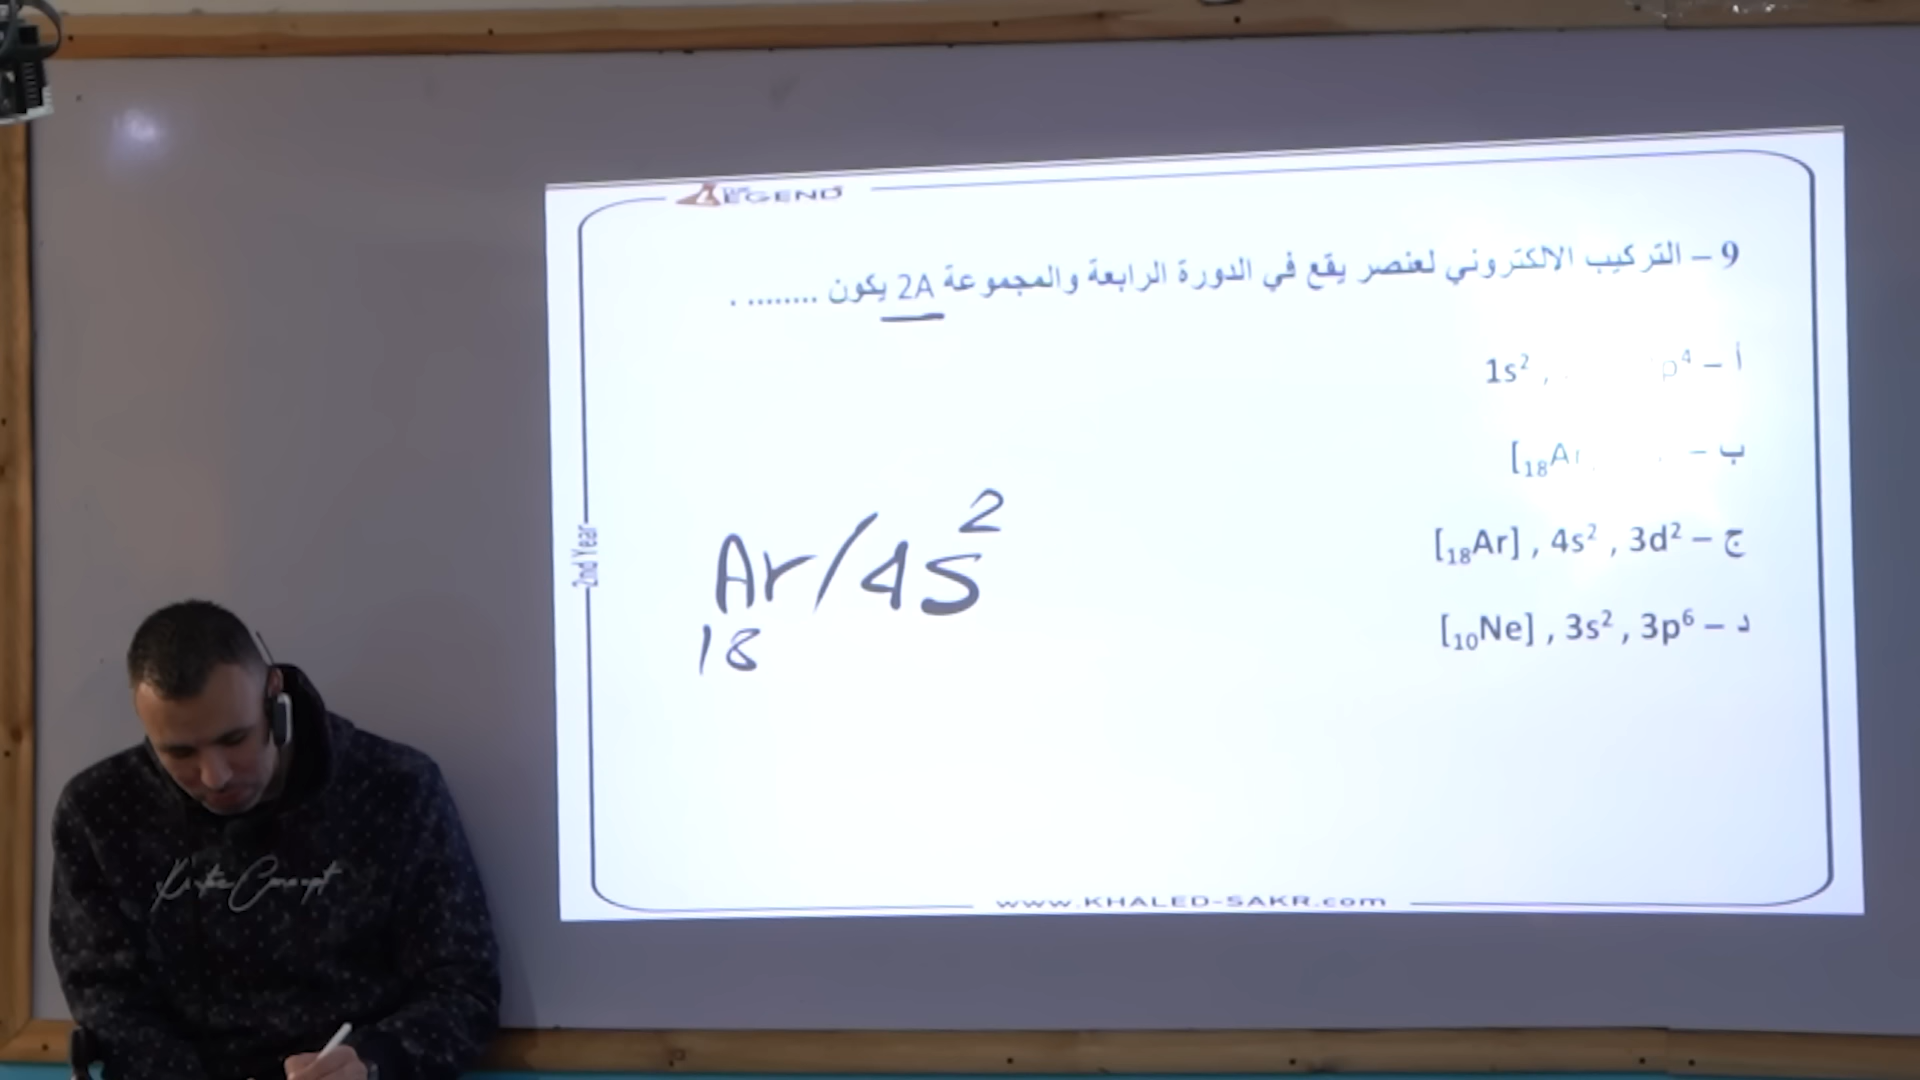 LEGEND
9 – التركيب الالكتروني لعنصر يقع في الدورة الرابعة والمجموعة 2A يكون ........ .
أ – 1s² , p⁴
ب – [₁₈Ar
ج – [₁₈Ar] , 4s² , 3d²
د – [₁₀Ne] , 3s² , 3p⁶
Ar/4s²
18
2nd Year
www.KHALED-SAKR.com